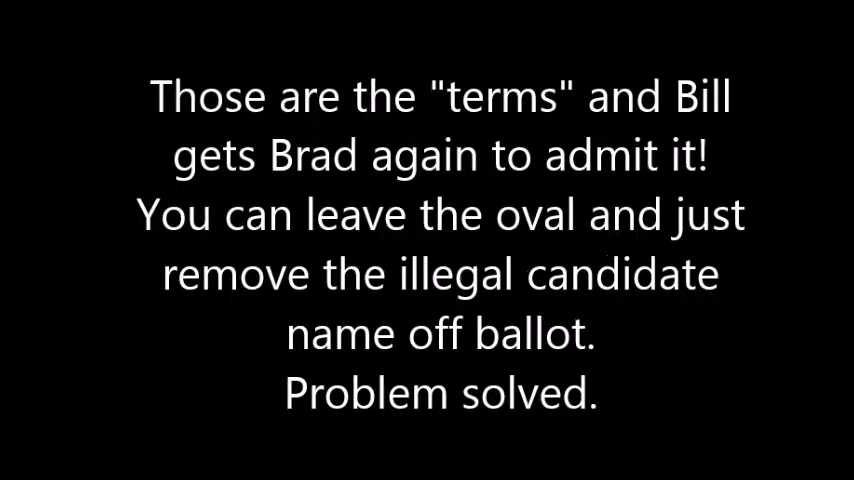 Those are the "terms" and Bill
gets Brad again to admit it!
You can leave the oval and just
remove the illegal candidate
name off ballot.
Problem solved.